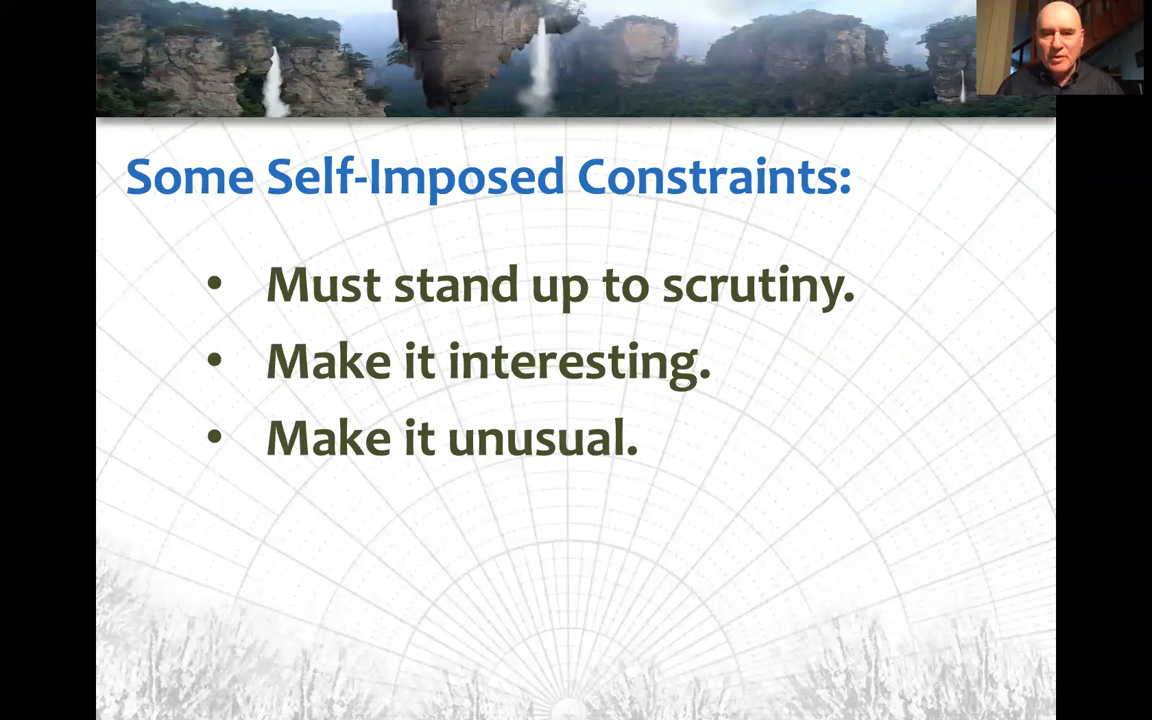 Some Self-Imposed Constraints:
• Must stand up to scrutiny.
• Make it interesting.
• Make it unusual.